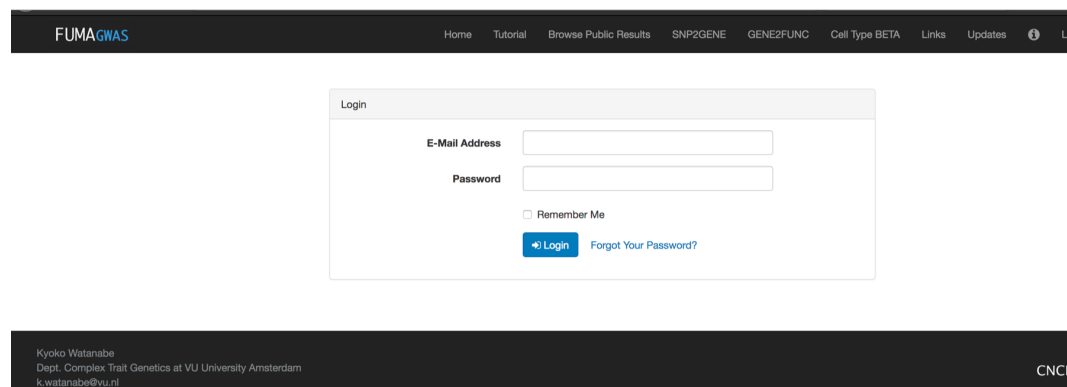 FUMAGWAS Home Tutorial Browse Public Results SNP2GENE GENE2FUNC Cell Type BETA Links Updates
Login
E-Mail Address
Password
Remember Me
Login Forgot Your Password?
Kyoko Watanabe
Dept. Complex Trait Genetics at VU University Amsterdam
k.watanabe@vu.nl